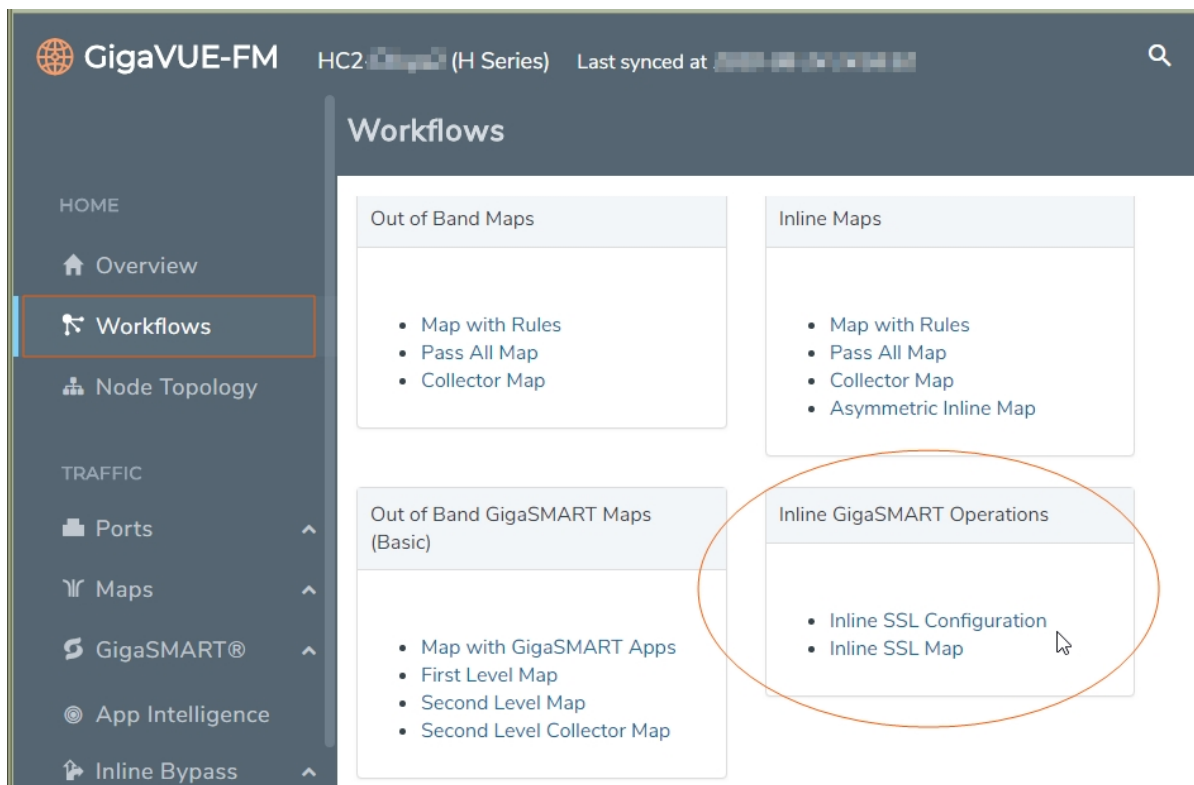 GigaVUE-FM HC2- (H Series) Last synced at
Workflows
HOME
Overview
Workflows
Node Topology
TRAFFIC
Ports
Maps
GigaSMART®
App Intelligence
Inline Bypass
Out of Band Maps
Map with Rules
Pass All Map
Collector Map
Inline Maps
Map with Rules
Pass All Map
Collector Map
Asymmetric Inline Map
Out of Band GigaSMART Maps
(Basic)
Map with GigaSMART Apps
First Level Map
Second Level Map
Second Level Collector Map
Inline GigaSMART Operations
Inline SSL Configuration
Inline SSL Map